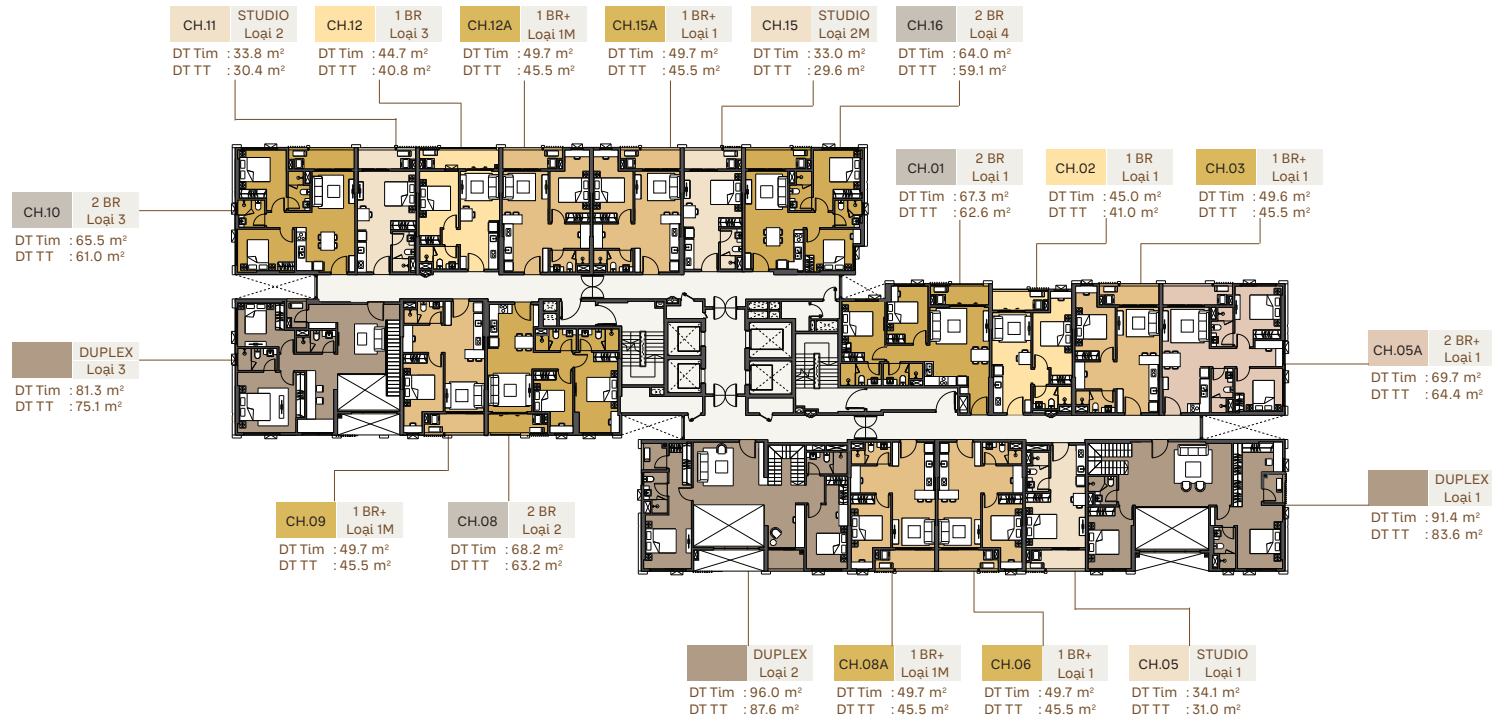 CH.11
STUDIO
Loại 2
DT Tim : 33.8 m²
DT TT : 30.4 m²
CH.12
1 BR
Loại 3
DT Tim : 44.7 m²
DT TT : 40.8 m²
CH.12A
1 BR+
Loại 1M
DT Tim : 49.7 m²
DT TT : 45.5 m²
CH.15A
1 BR+
Loại 1
DT Tim : 49.7 m²
DT TT : 45.5 m²
CH.15
STUDIO
Loại 2M
DT Tim : 33.0 m²
DT TT : 29.6 m²
CH.16
2 BR
Loại 4
DT Tim : 64.0 m²
DT TT : 59.1 m²
CH.01
2 BR
Loại 1
DT Tim : 67.3 m²
DT TT : 62.6 m²
CH.02
1 BR
Loại 1
DT Tim : 45.0 m²
DT TT : 41.0 m²
CH.03
1 BR+
Loại 1
DT Tim : 49.6 m²
DT TT : 45.5 m²
CH.10
2 BR
Loại 3
DT Tim : 65.5 m²
DT TT : 61.0 m²
DUPLEX
Loại 3
DT Tim : 81.3 m²
DT TT : 75.1 m²
CH.05A
2 BR+
Loại 1
DT Tim : 69.7 m²
DT TT : 64.4 m²
DUPLEX
Loại 1
DT Tim : 91.4 m²
DT TT : 83.6 m²
CH.09
1 BR+
Loại 1M
DT Tim : 49.7 m²
DT TT : 45.5 m²
CH.08
2 BR
Loại 2
DT Tim : 68.2 m²
DT TT : 63.2 m²
DUPLEX
Loại 2
DT Tim : 96.0 m²
DT TT : 87.6 m²
CH.08A
1 BR+
Loại 1M
DT Tim : 49.7 m²
DT TT : 45.5 m²
CH.06
1 BR+
Loại 1
DT Tim : 49.7 m²
DT TT : 45.5 m²
CH.05
STUDIO
Loại 1
DT Tim : 34.1 m²
DT TT : 31.0 m²